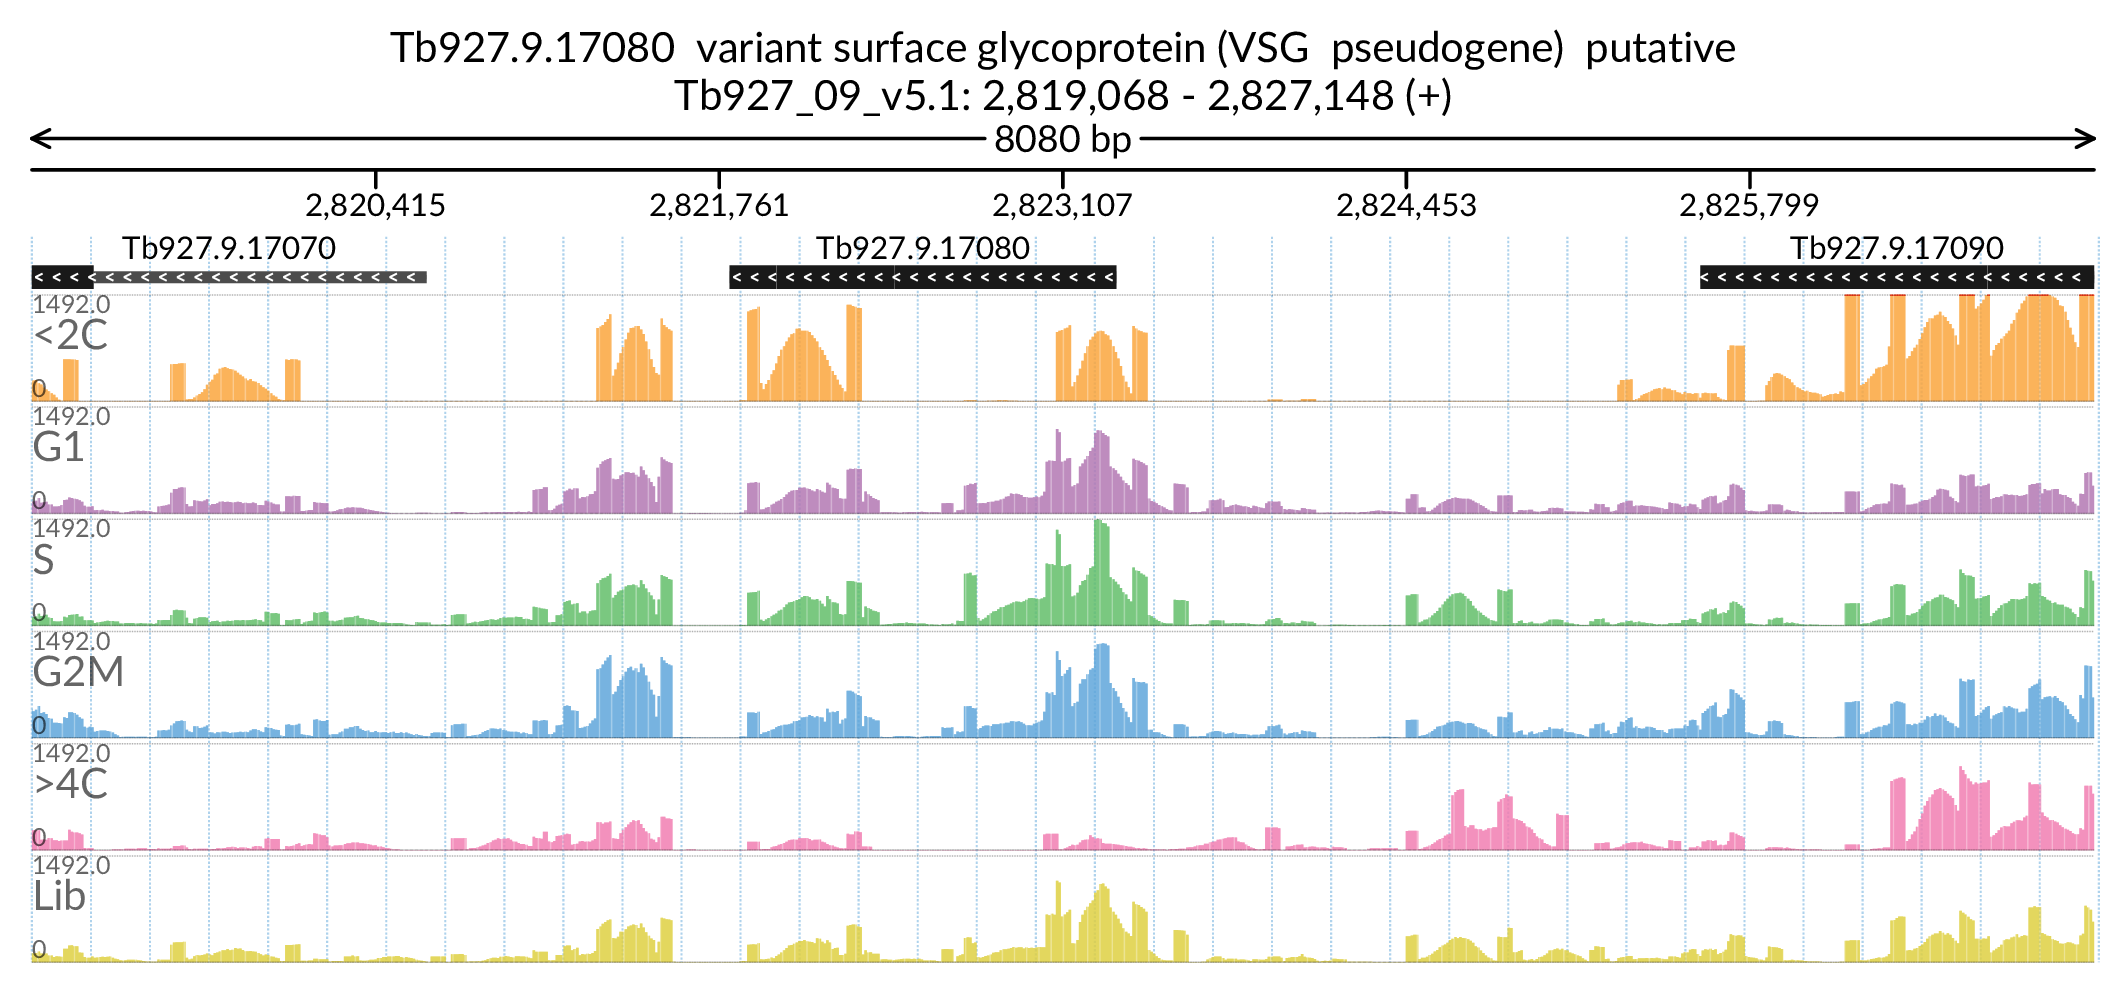 Tb927.9.17080 variant surface glycoprotein (VSG pseudogene) putative
Tb927_09_v5.1: 2,819,068 - 2,827,148 (+)
8080 bp
2,820,415 2,821,761 2,823,107 2,824,453 2,825,799
Tb927.9.17070 Tb927.9.17080 Tb927.9.17090
1492.0
<2C
0
1492.0
G1
0
1492.0
S
0
1492.0
G2M
0
1492.0
>4C
0
1492.0
Lib
0